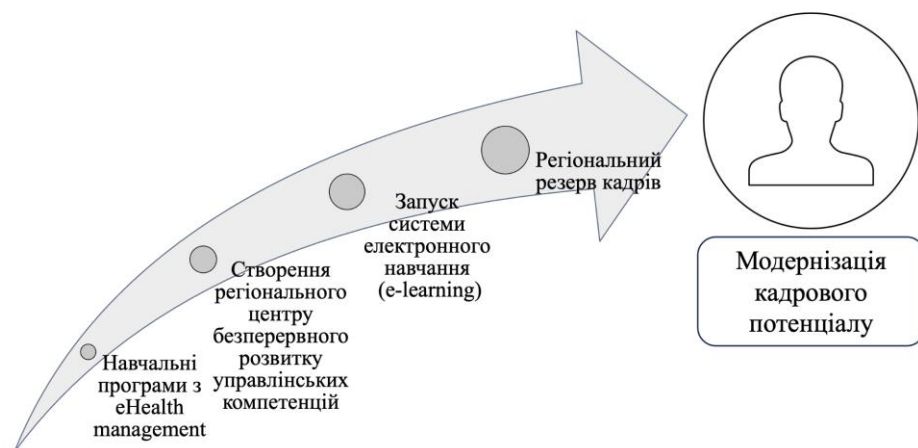 Навчальні
програми з
eHealth
management
Створення
регіонального
центру
безперервного
розвитку
управлінських
компетенцій
Запуск
системи
електронного
навчання
(e-learning)
Регіональний
резерв кадрів
Модернізація
кадрового
потенціалу